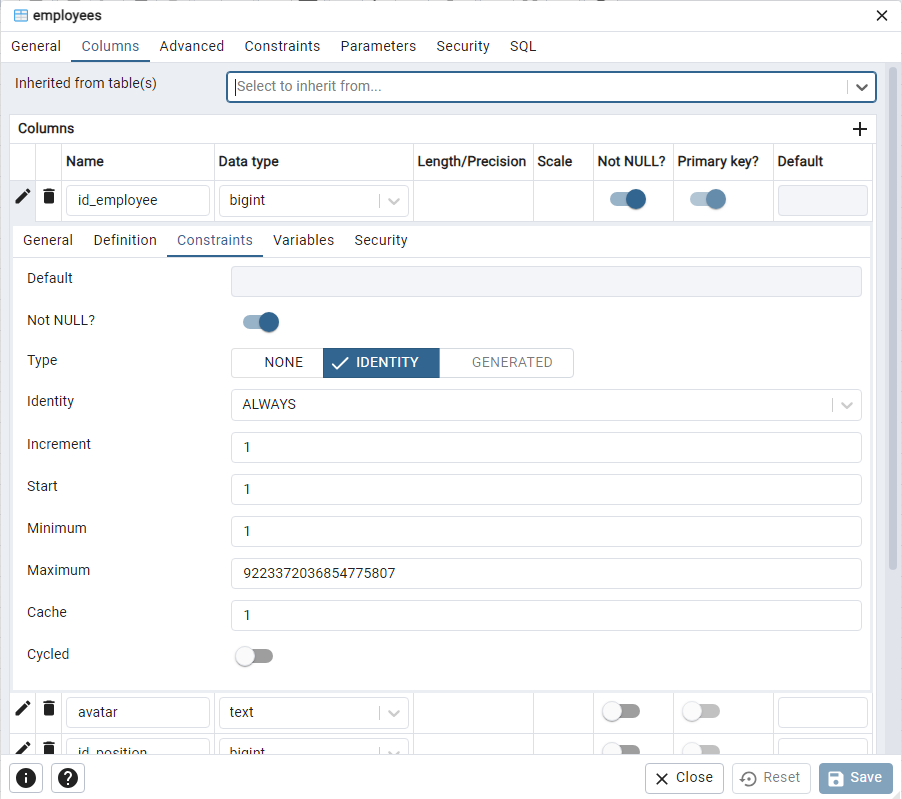 employees
General Columns Advanced Constraints Parameters Security SQL
Inherited from table(s) Select to inherit from...
Columns
Name Data type Length/Precision Scale Not NULL? Primary key? Default
id_employee bigint
General Definition Constraints Variables Security
Default
Not NULL?
Type NONE IDENTITY GENERATED
Identity ALWAYS
Increment 1
Start 1
Minimum 1
Maximum 9223372036854775807
Cache 1
Cycled
avatar text
id_position bigint
Close Reset Save